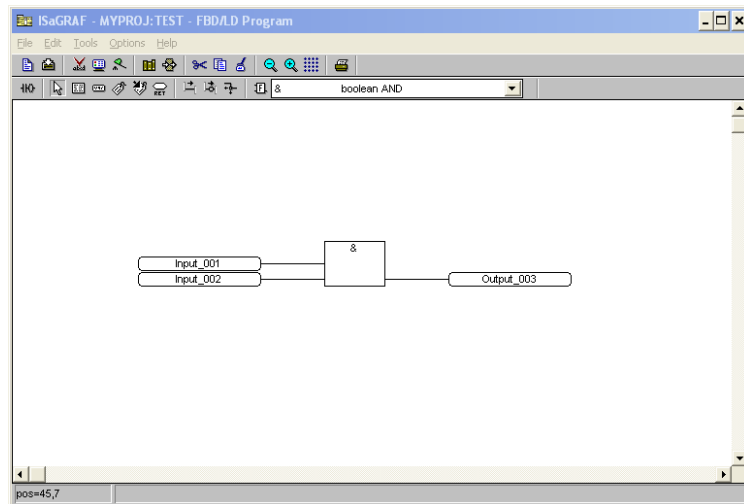 ISaGRAF - MYPROJ:TEST - FBD/LD Program
File Edit Tools Options Help
& boolean AND
&
Input_001
Input_002
Output_003
pos=45,7